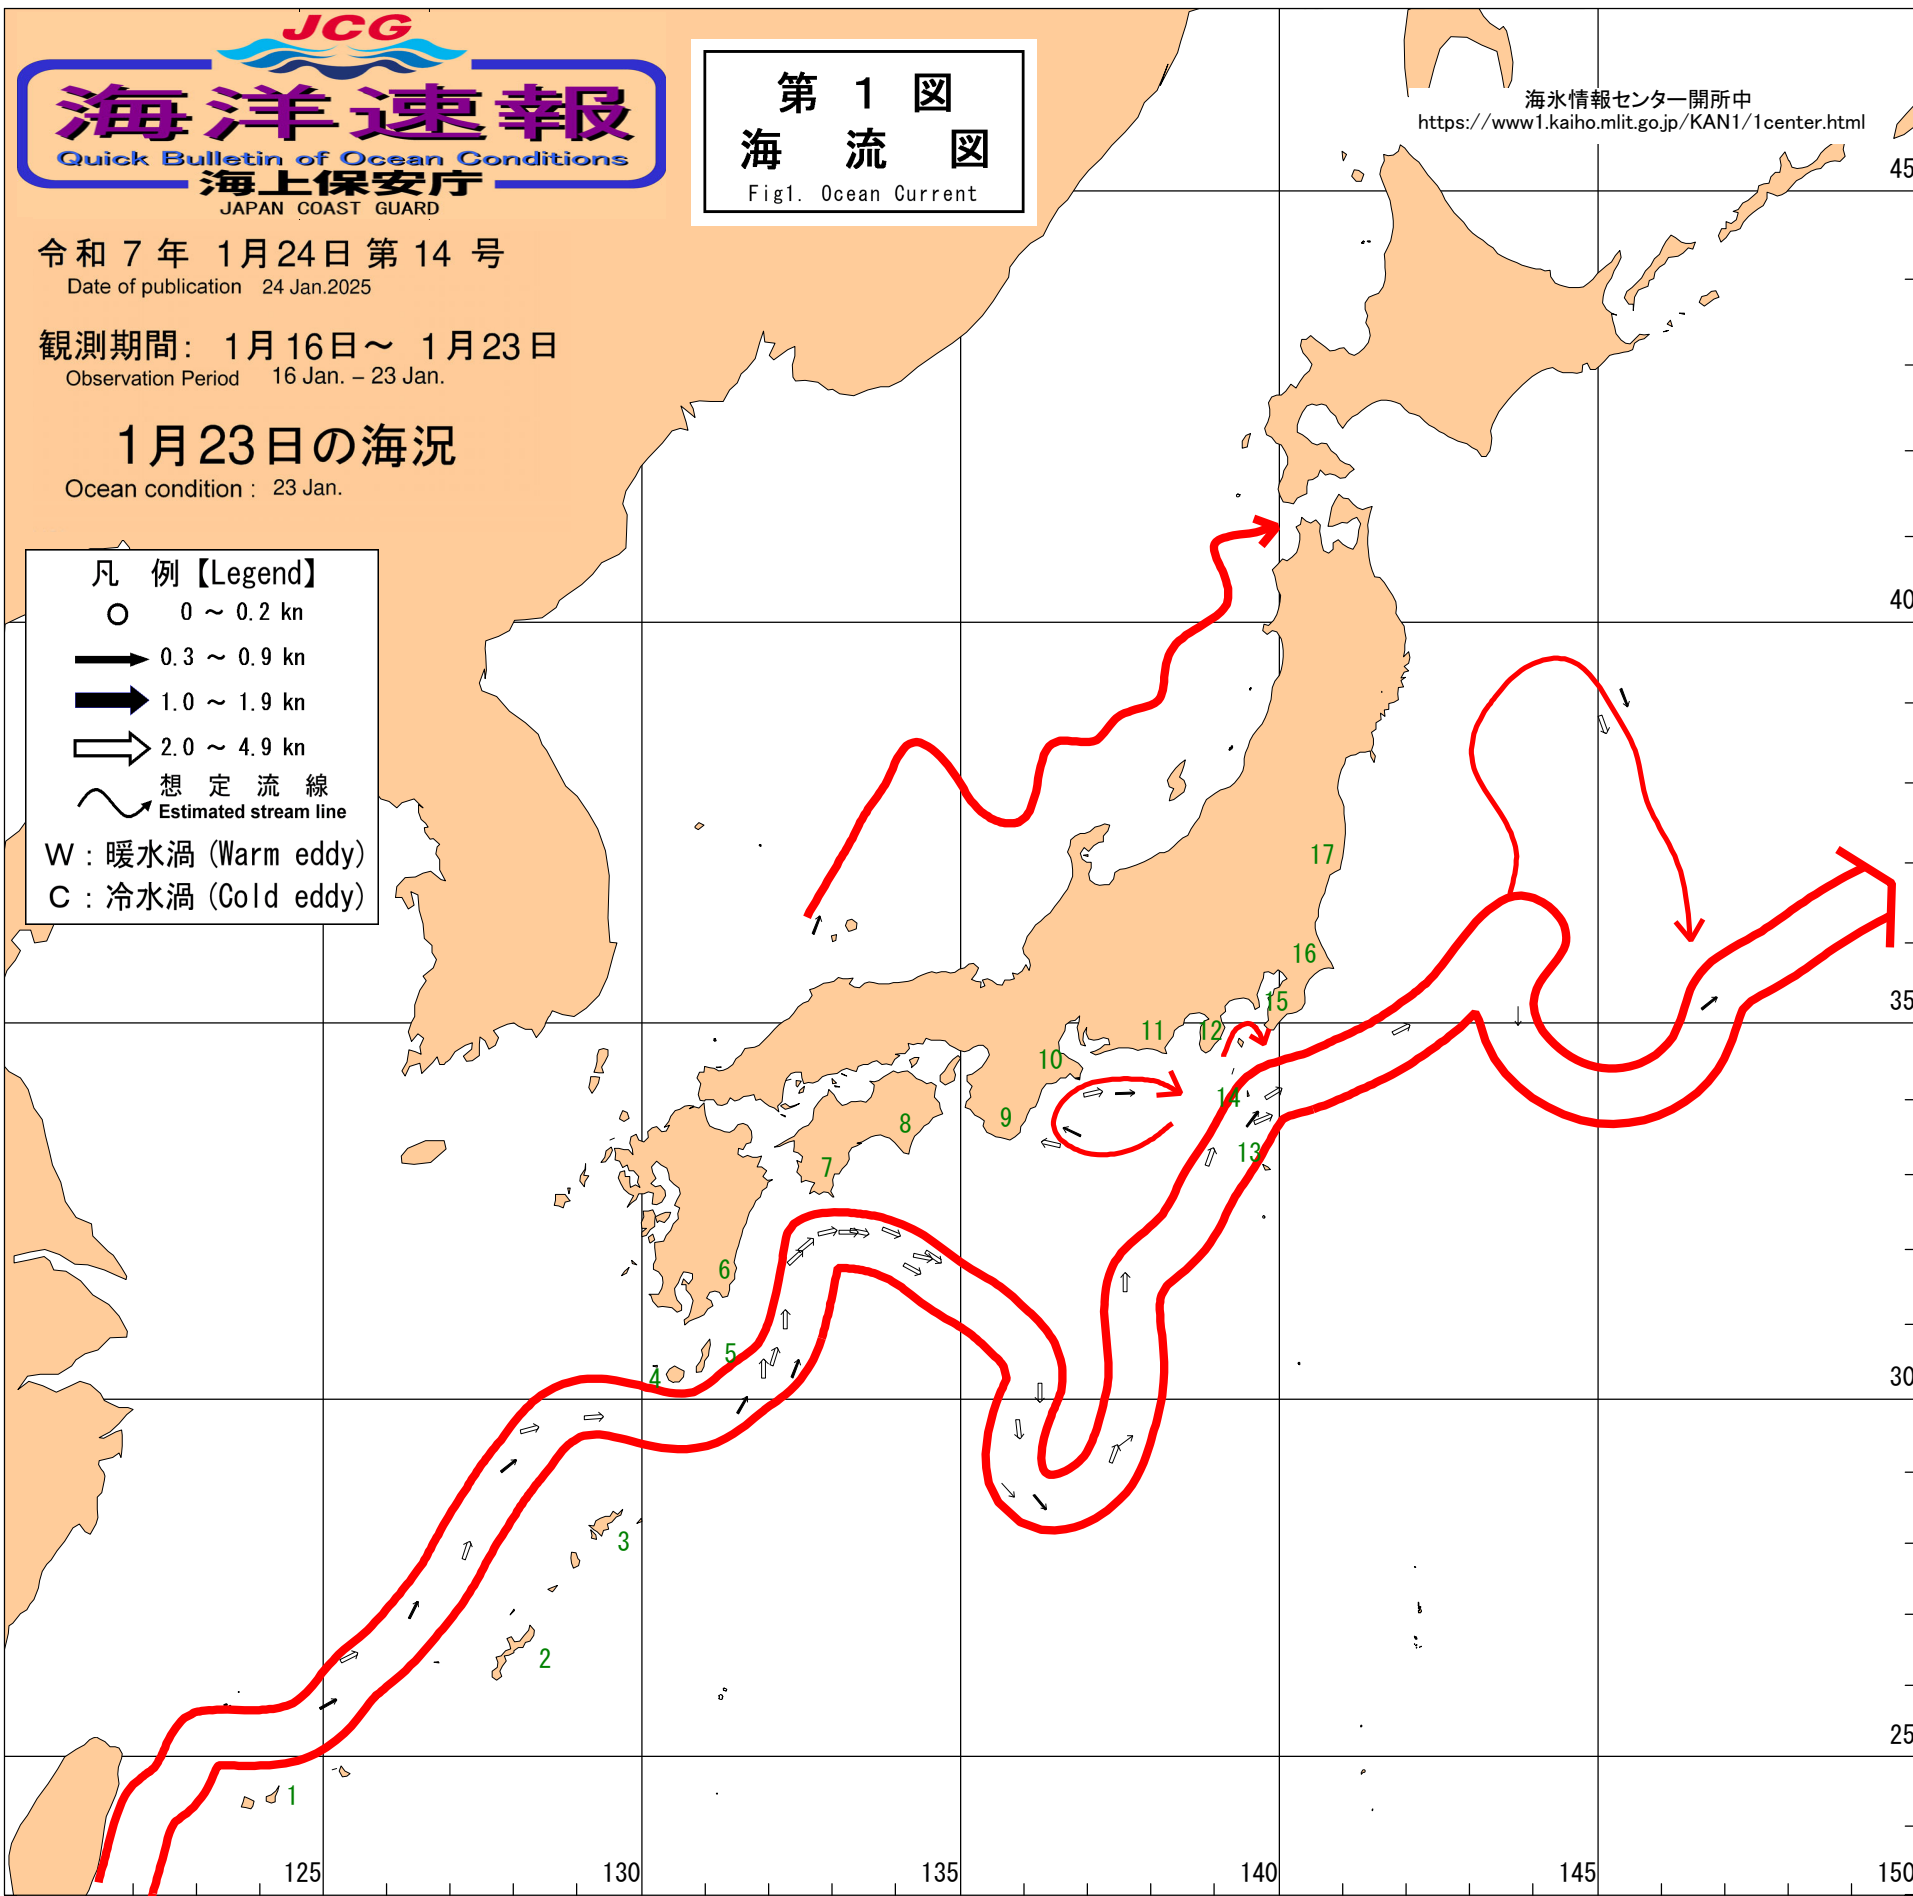 JCG
海洋速報
Quick Bulletin of Ocean Conditions
海上保安庁
JAPAN COAST GUARD
第 1 図
海 流 図
Fig1. Ocean Current
海氷情報センター開所中
https://www1.kaiho.mlit.go.jp/KAN1/1center.html
令和 7 年 1月24日 第 14 号
Date of publication 24 Jan.2025
観測期間: 1月16日～ 1月23日
Observation Period 16 Jan. – 23 Jan.
1月23日の海況
Ocean condition : 23 Jan.
凡 例【Legend】
0 ～ 0.2 kn
0.3 ～ 0.9 kn
1.0 ～ 1.9 kn
2.0 ～ 4.9 kn
想 定 流 線
Estimated stream line
W : 暖水渦 (Warm eddy)
C : 冷水渦 (Cold eddy)
45
40
17
16
35
15
12
11
10
14
9
8
13
7
6
5
4
30
3
2
25
1
125
130
135
140
145
150